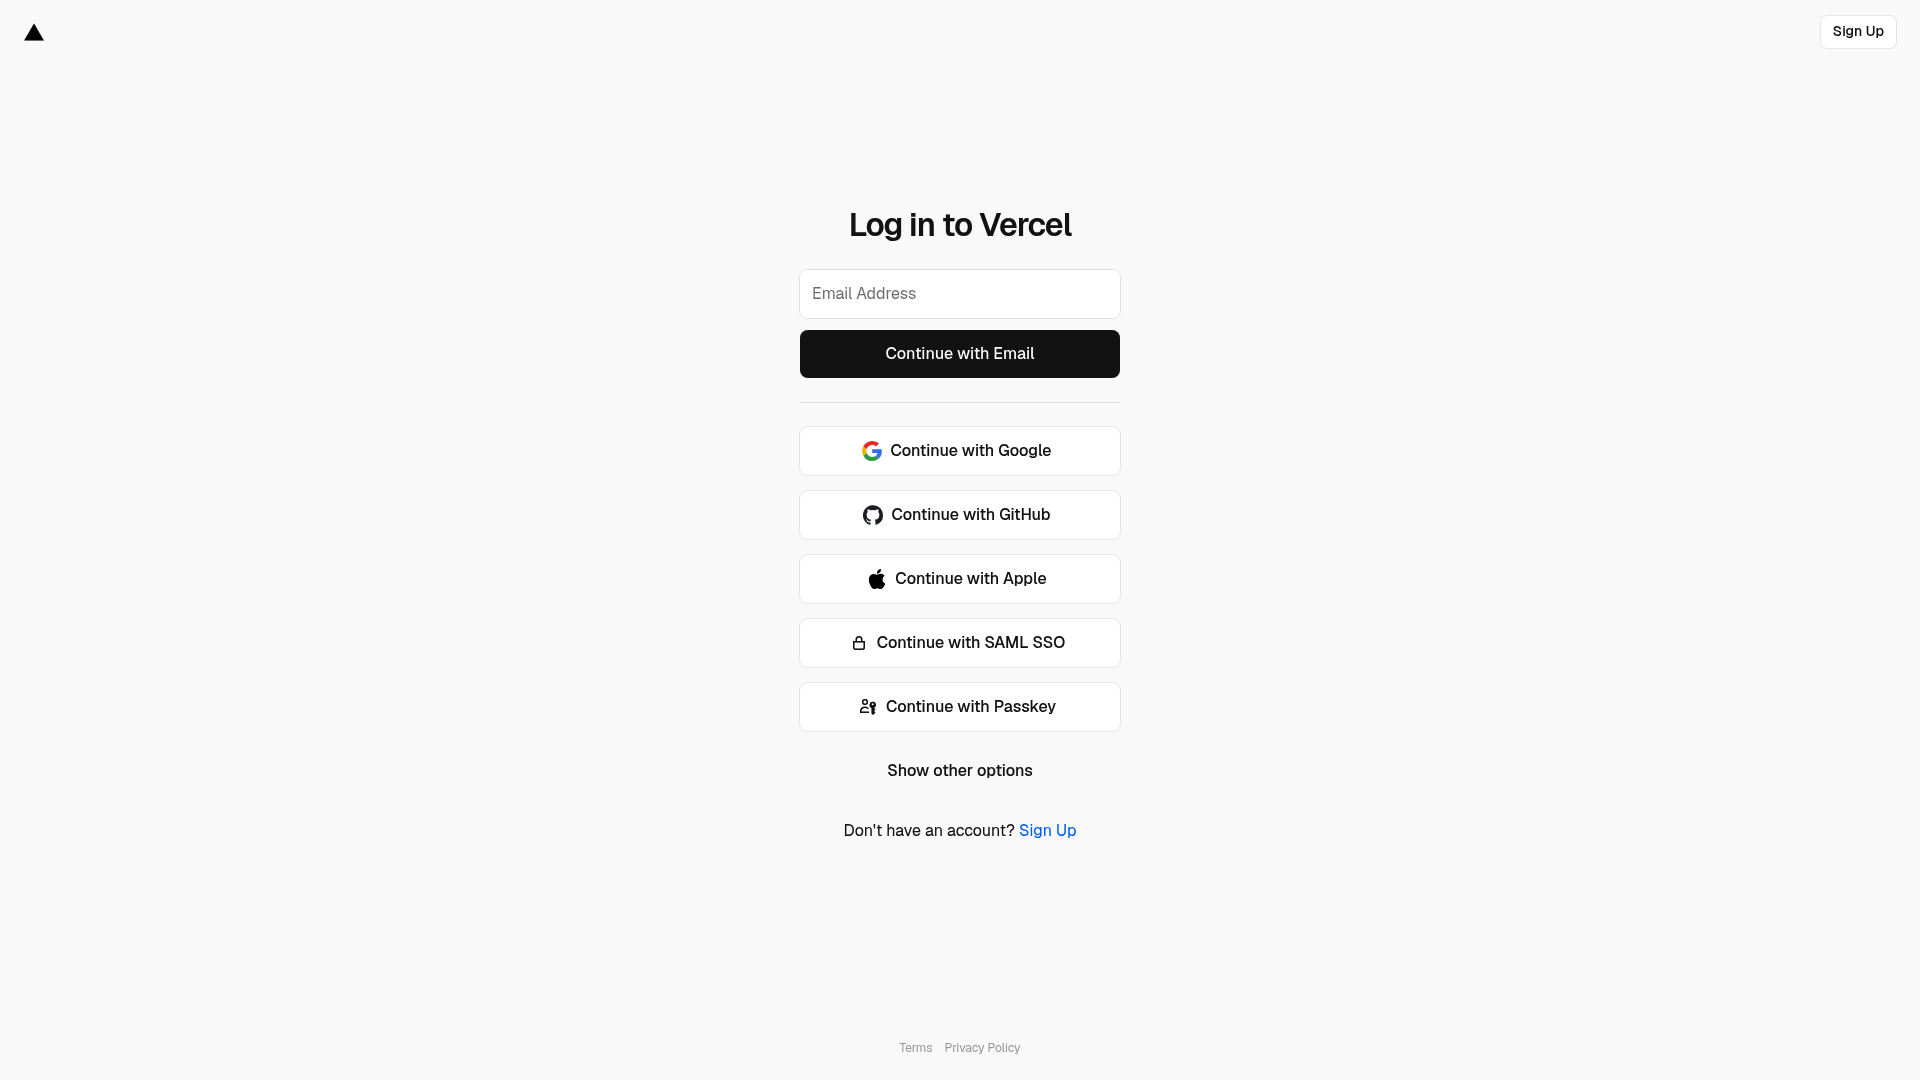 Sign Up
Log in to Vercel
Email Address
Continue with Email
Continue with Google
Continue with GitHub
Continue with Apple
Continue with SAML SSO
Continue with Passkey
Show other options
Don't have an account? Sign Up
Terms Privacy Policy